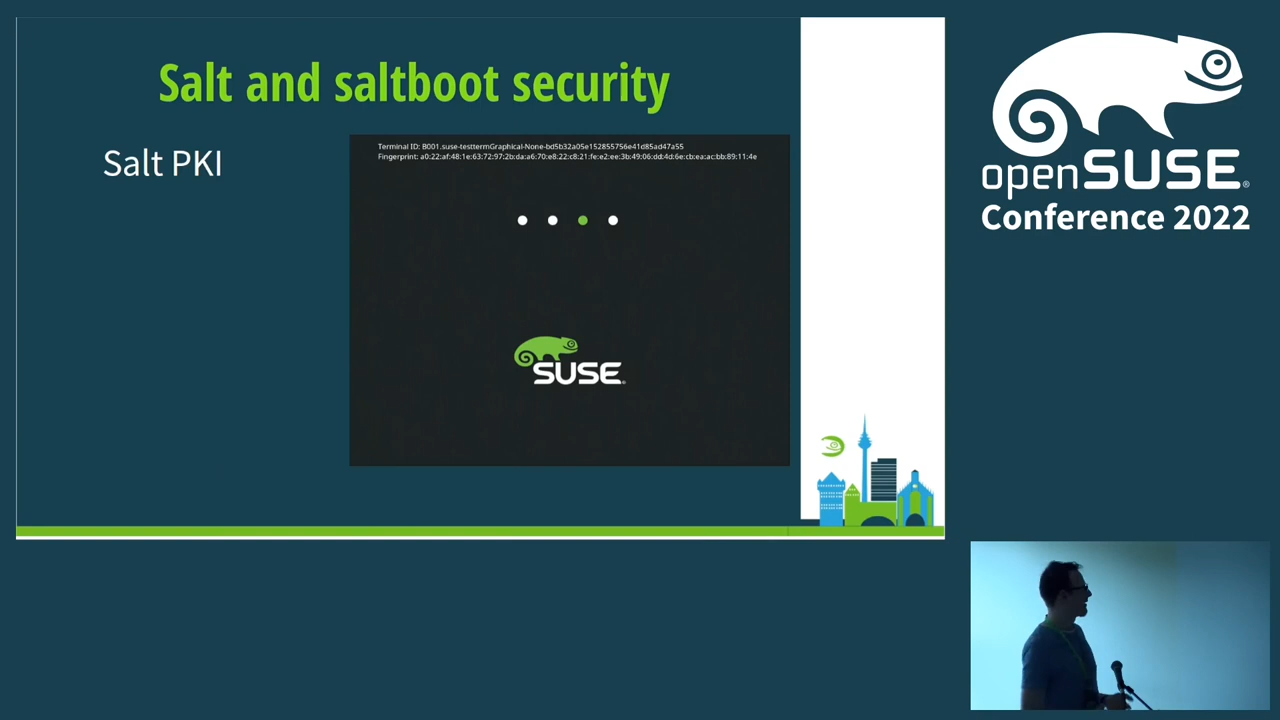 Salt and saltboot security
Salt PKI
Terminal ID: B001.suse-testtermGraphical-None-bd5b32a05e152855756e41d85ad47a55
Fingerprint: a0:22:af:48:1e:63:72:97:2b:da:a6:70:e8:22:c8:21:fe:e2:ee:3b:49:06:dd:4d:6e:cb:ea:ac:bb:89:11:4e
SUSE
openSUSE
Conference 2022